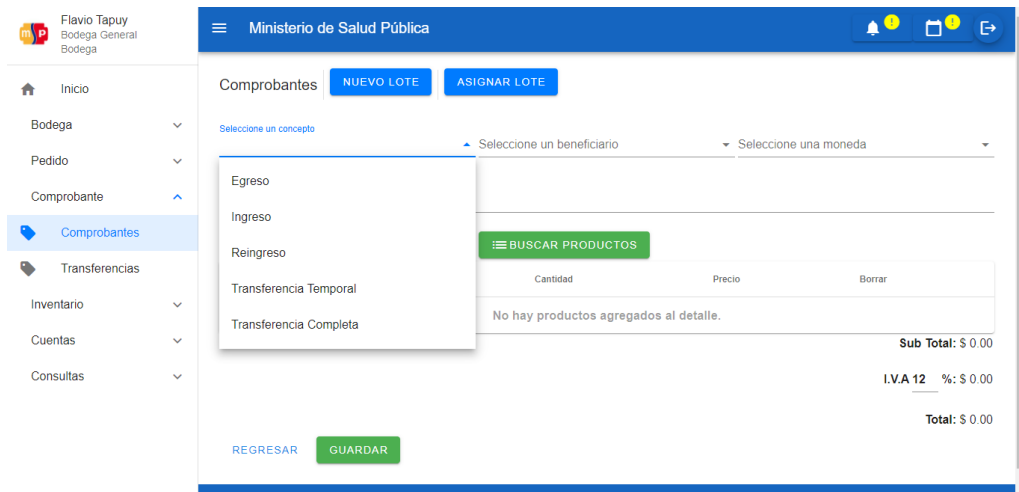 mSP
Flavio Tapuy
Bodega General
Bodega
Ministerio de Salud Pública
! !
Inicio
Bodega
Pedido
Comprobante
Comprobantes
Transferencias
Inventario
Cuentas
Consultas
Comprobantes NUEVO LOTE ASIGNAR LOTE
Seleccione un concepto
Seleccione un beneficiario Seleccione una moneda
Egreso
Ingreso
Reingreso
Transferencia Temporal
Transferencia Completa
BUSCAR PRODUCTOS
Cantidad Precio Borrar
No hay productos agregados al detalle.
Sub Total: $ 0.00
I.V.A 12 %: $ 0.00
Total: $ 0.00
REGRESAR GUARDAR